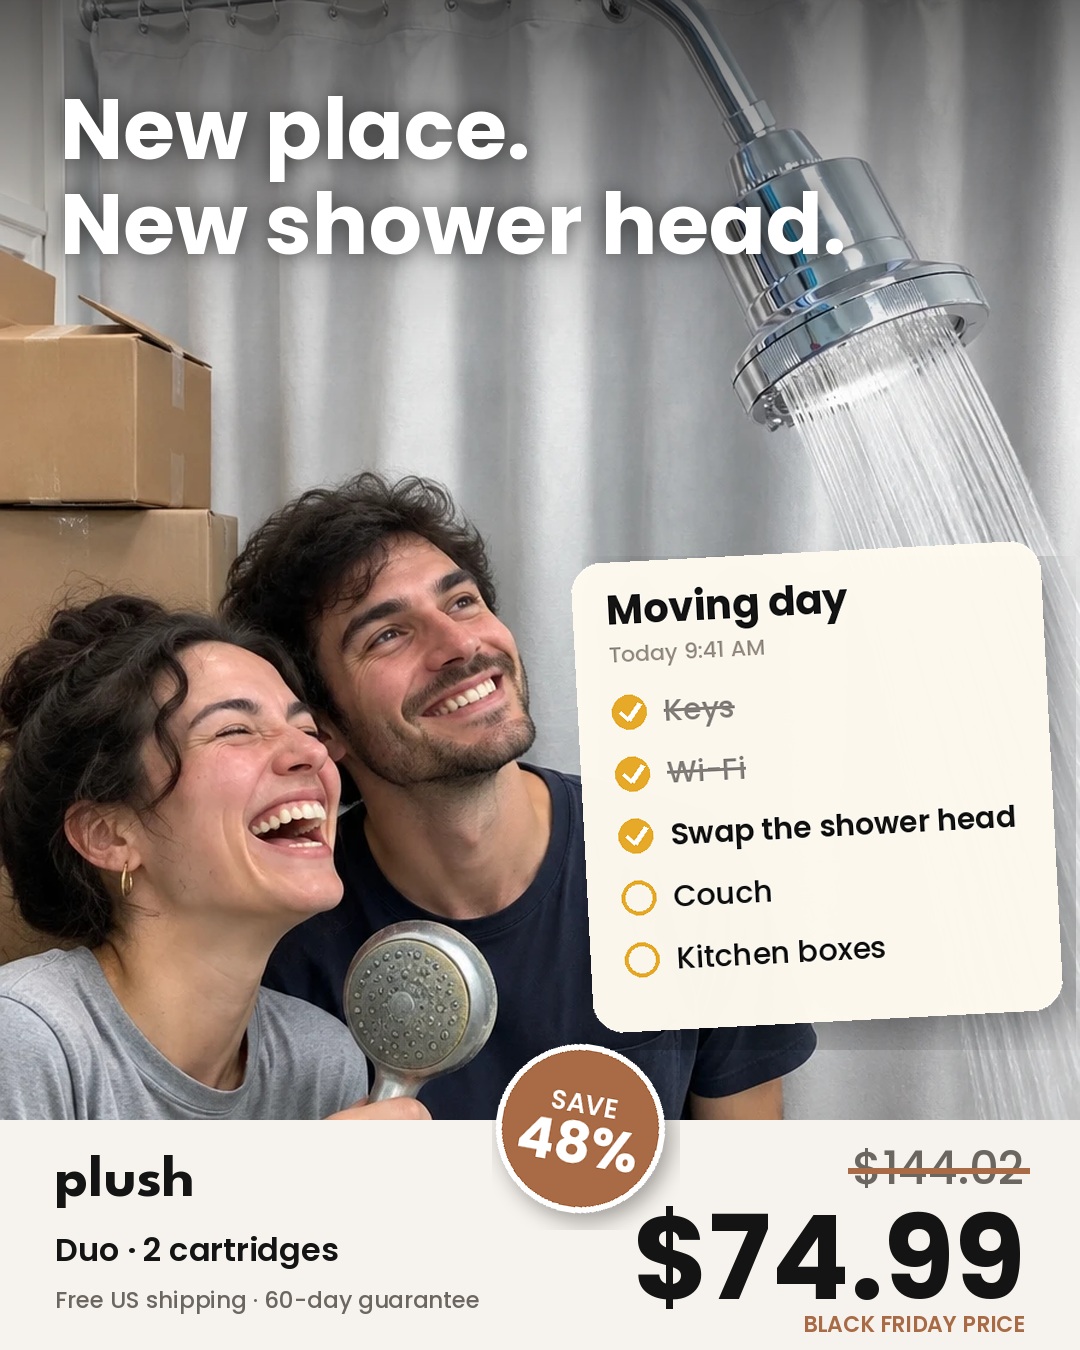 New place.
New shower head.
Moving day
Today 9:41 AM
Keys
Wi-Fi
Swap the shower head
Couch
Kitchen boxes
SAVE
48%
plush
Duo · 2 cartridges
Free US shipping · 60-day guarantee
$144.02
$74.99
BLACK FRIDAY PRICE